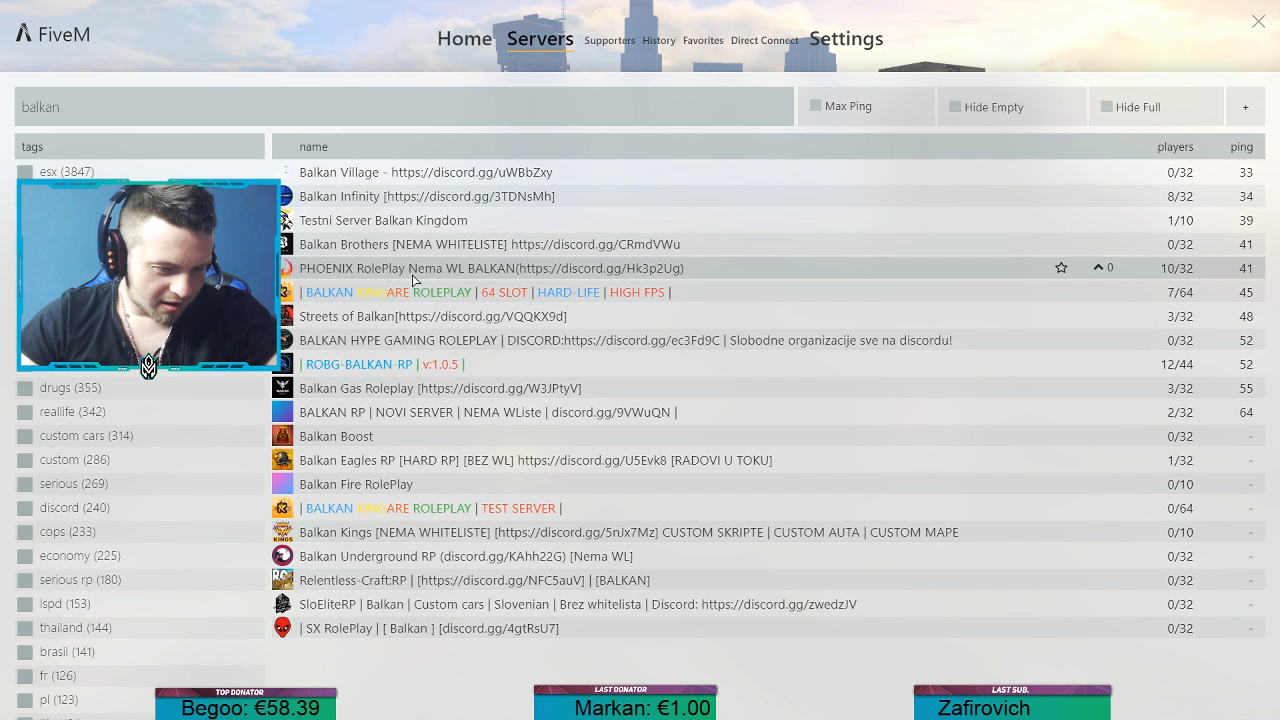 FiveM
Home Servers Supporters History Favorites Direct Connect Settings
balkan
Max Ping
Hide Empty
Hide Full
+
tags
name players ping
esx (3847)
Balkan Village - https://discord.gg/uWBbZxy 0/32 33
Balkan Infinity [https://discord.gg/3TDNsMh] 8/32 34
Testni Server Balkan Kingdom 1/10 39
Balkan Brothers [NEMA WHITELISTE] https://discord.gg/CRmdVWu 0/32 41
PHOENIX RolePlay Nema WL BALKAN(https://discord.gg/Hk3p2Ug) 0 10/32 41
| BALKAN KINGARE ROLEPLAY | 64 SLOT | HARD-LIFE | HIGH FPS | 7/64 45
Streets of Balkan[https://discord.gg/VQQKX9d] 3/32 48
BALKAN HYPE GAMING ROLEPLAY | DISCORD:https://discord.gg/ec3Fd9C | Slobodne organizacije sve na discordu! 0/32 52
| ROBG-BALKAN-RP | v:1.0.5 | 12/44 52
drugs (355)
Balkan Gas Roleplay [https://discord.gg/W3JPtyV] 3/32 55
reallife (342)
BALKAN RP | NOVI SERVER | NEMA WListe | discord.gg/9VWuQN | 2/32 64
custom cars (314)
Balkan Boost 0/32 -
custom (286)
Balkan Eagles RP [HARD RP] [BEZ WL] https://discord.gg/U5Evk8 [RADOVI U TOKU] 1/32 -
serious (269)
Balkan Fire RolePlay 0/10 -
discord (240)
| BALKAN KINGARE ROLEPLAY | TEST SERVER | 0/64 -
cops (233)
Balkan Kings [NEMA WHITELISTE] [https://discord.gg/5nJx7Mz] CUSTOM SKRIPTE | CUSTOM AUTA | CUSTOM MAPE 0/10 -
economy (225)
Balkan Underground RP (discord.gg/KAhh22G) [Nema WL] 0/32 -
serious rp (180)
Relentless-Craft:RP | [https://discord.gg/NFC5auV] | [BALKAN] 0/32 -
lspd (153)
SloEliteRP | Balkan | Custom cars | Slovenian | Brez whitelista | Discord: https://discord.gg/zwedzJV 0/32 -
thailand (144)
| SX RolePlay | [ Balkan ] [discord.gg/4gtRsU7] 0/32 -
brasil (141)
fr (126)
pl (123)
TOP DONATOR
Begoo: €58.39
LAST DONATOR
Markan: €1.00
LAST SUB.
Zafirovich